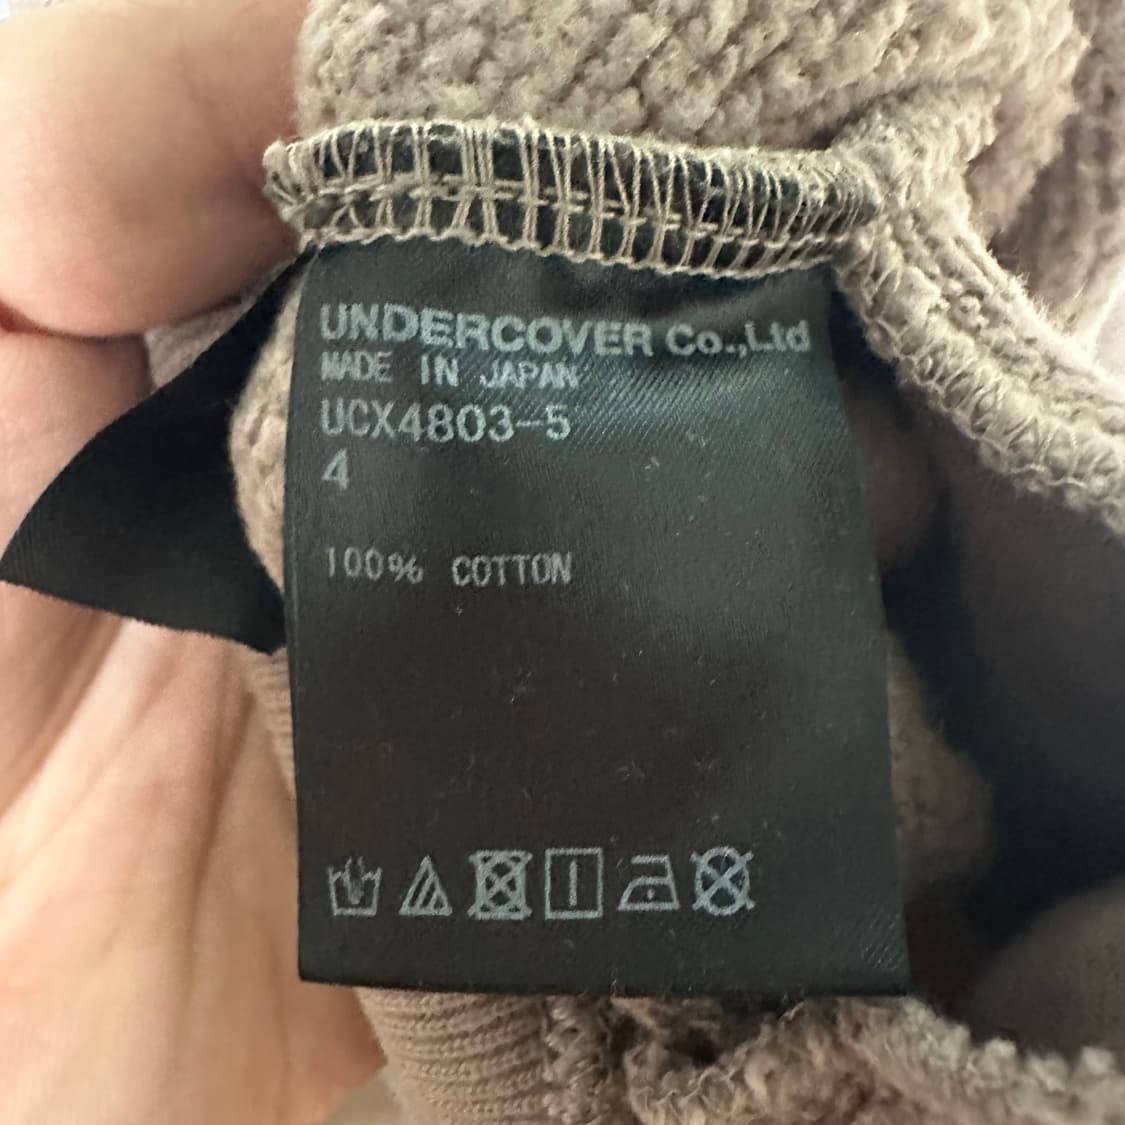 UNDERCOVER Co.,Ltd
MADE IN JAPAN
UCX4803-5
4
100% COTTON